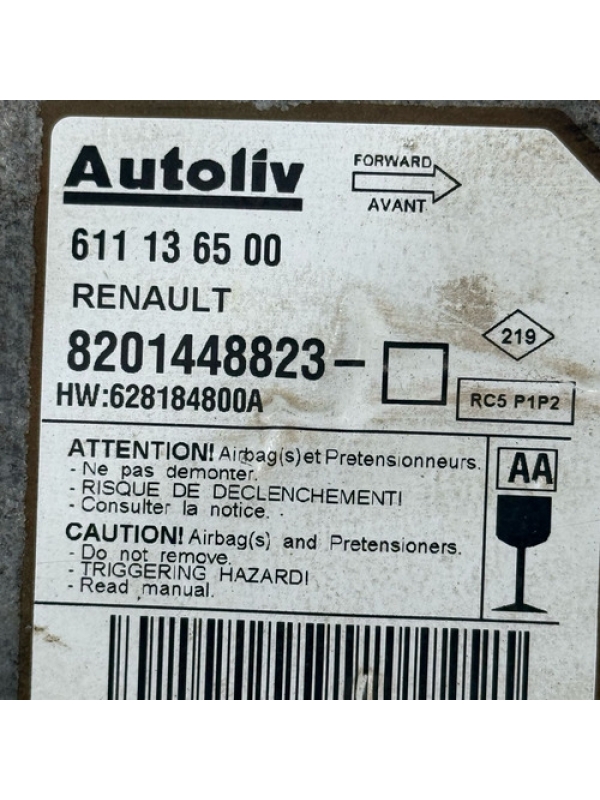 Autoliv
FORWARD
AVANT
611 13 65 00
RENAULT
219
8201448823-
HW:628184800A
RC5 P1P2
ATTENTION! Airbag(s) et Pretensionneurs.
- Ne pas demonter.
- RISQUE DE DECLENCHEMENT!
- Consulter la notice.
AA
CAUTION! Airbag(s) and Pretensioners.
- Do not remove.
- TRIGGERING HAZARD!
- Read manual.